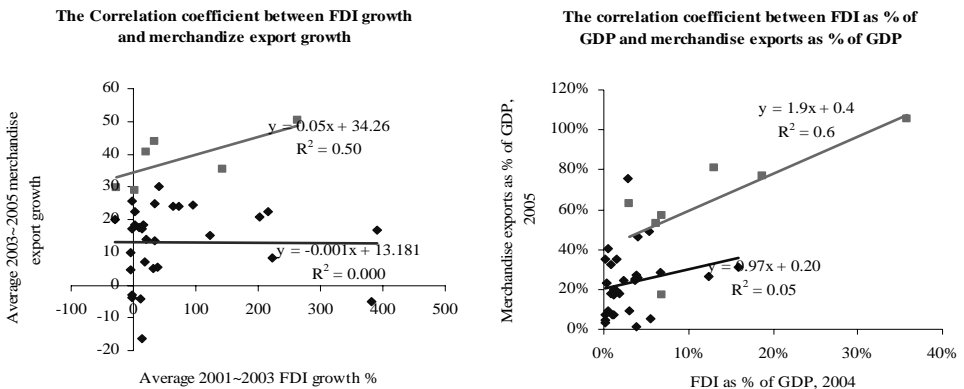 The Correlation coefficient between FDI growth
and merchandize export growth
Average 2003~2005 merchandise
export growth
60
50
40
30
20
10
0
-10
-20
-100
0
100
200
300
400
500
y = 0.05x + 34.26
R² = 0.50
y = -0.001x + 13.181
R² = 0.000
Average 2001~2003 FDI growth %
The correlation coefficient between FDI as % of
GDP and merchandise exports as % of GDP
Merchandise exports as % of GDP,
2005
120%
100%
80%
60%
40%
20%
0%
0%
10%
20%
30%
40%
y = 1.9x + 0.4
R² = 0.6
y = 0.97x + 0.20
R² = 0.05
FDI as % of GDP, 2004